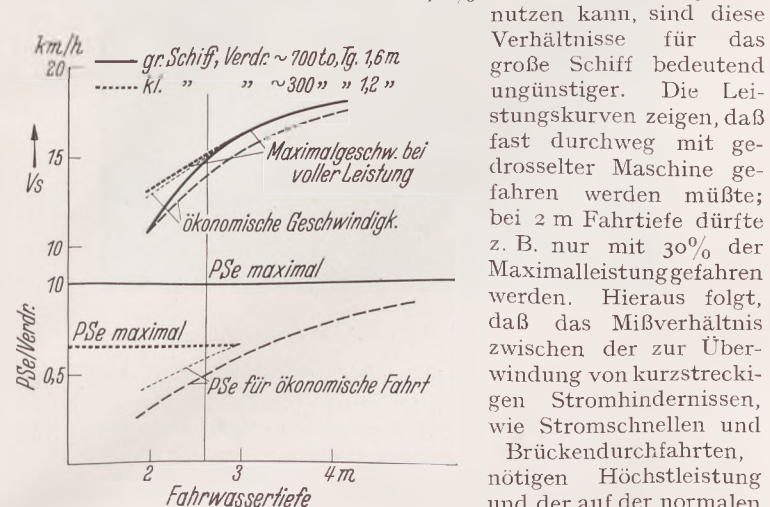 km/h
20
gr. Schiff, Verdr. ~ 700 to, Tg. 1,6 m
kl. " " ~ 300 " " 1,2 "
15
Vs
Maximalgeschw. bei
voller Leistung
ökonomische Geschwindigk.
10
10
PSe maximal
PSe maximal
PSe/Verdr.
0,5
PSe für ökonomische Fahrt
2 3 4 m
Fahrwassertiefe
nutzen kann, sind diese
Verhältnisse für das
große Schiff bedeutend
ungünstiger. Die Lei-
stungskurven zeigen, daß
fast durchweg mit ge-
drosselter Maschine ge-
fahren werden müßte;
bei 2 m Fahrtiefe dürfte
z. B. nur mit 30% der
Maximalleistung gefahren
werden. Hieraus folgt,
daß das Mißverhältnis
zwischen der zur Über-
windung von kurzstrecki-
gen Stromhindernissen,
wie Stromschnellen und
Brückendurchfahrten,
nötigen Höchstleistung
und der auf der normalen